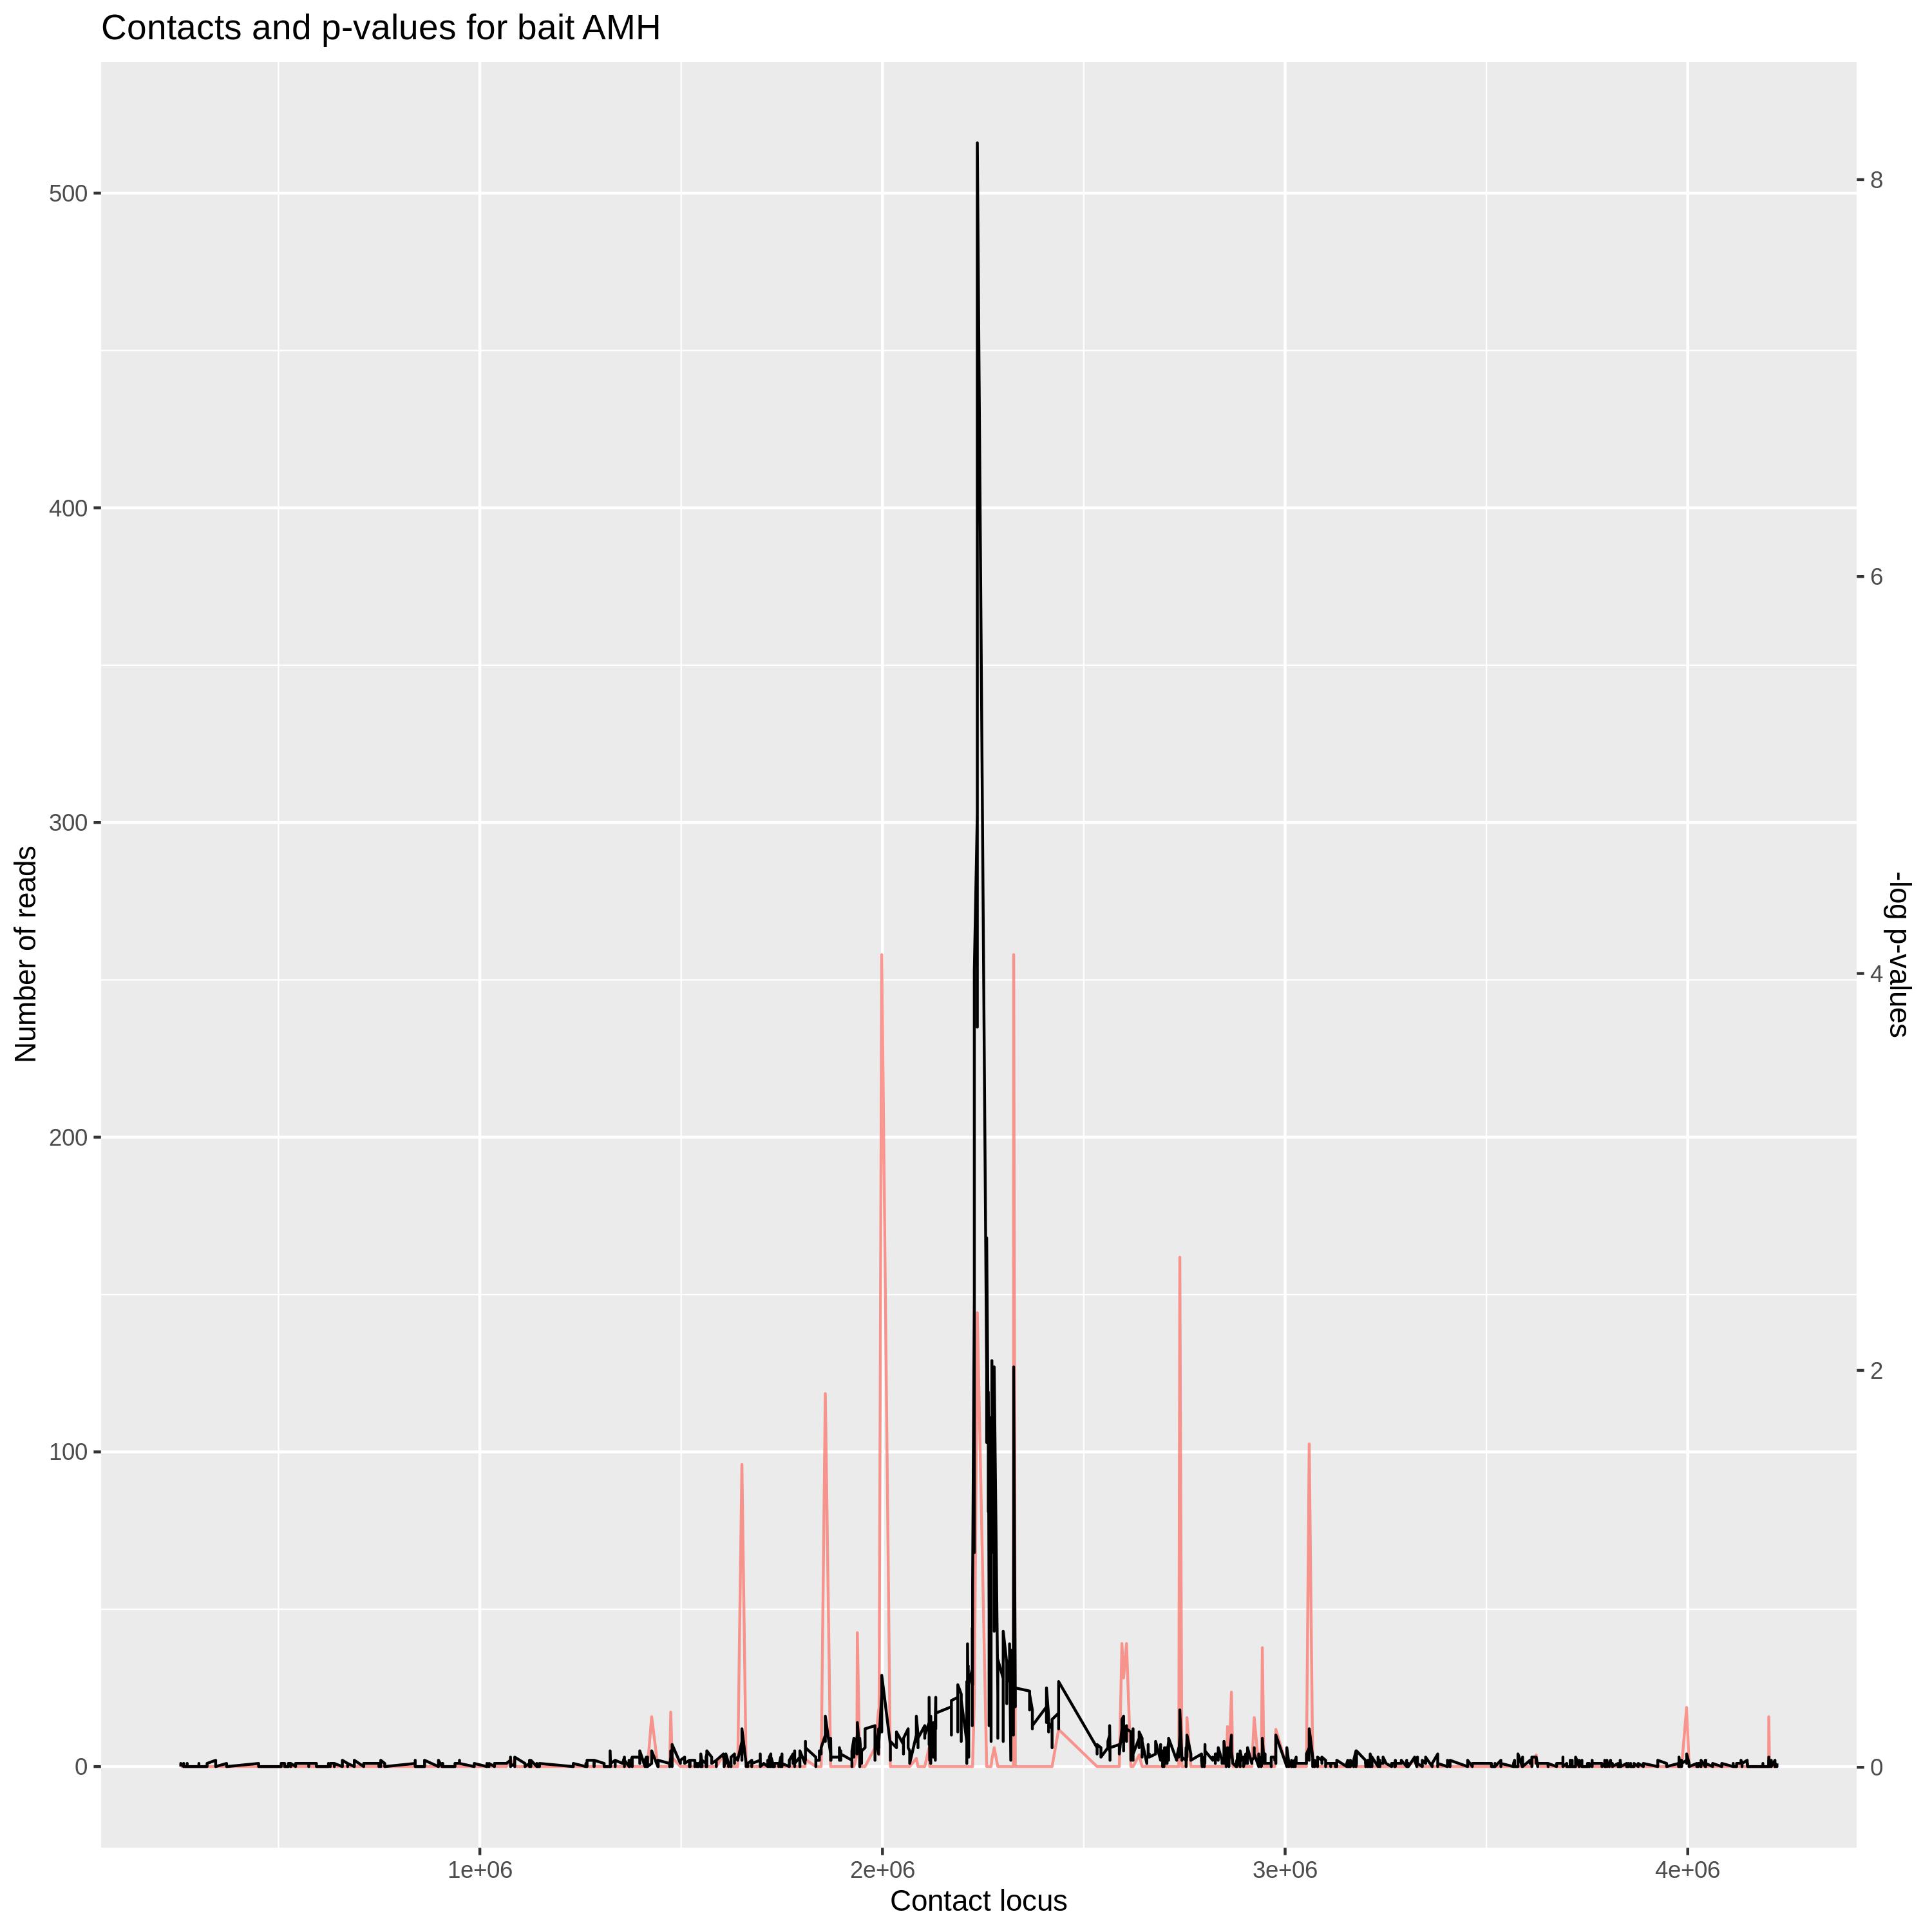 Contacts and p-values for bait AMH
500
400
300
200
100
0
Number of reads
8
6
4
2
0
-log p-values
1e+06
2e+06
3e+06
4e+06
Contact locus